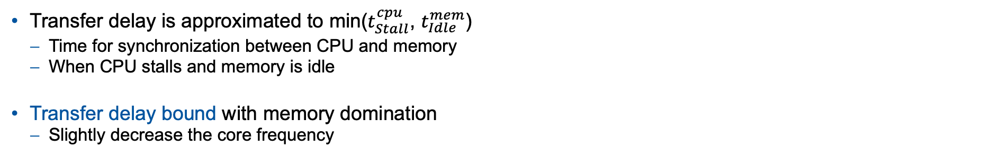 • Transfer delay is approximated to min(t_{Stall}^{cpu}, t_{Idle}^{mem})
– Time for synchronization between CPU and memory
– When CPU stalls and memory is idle
• Transfer delay bound with memory domination
– Slightly decrease the core frequency